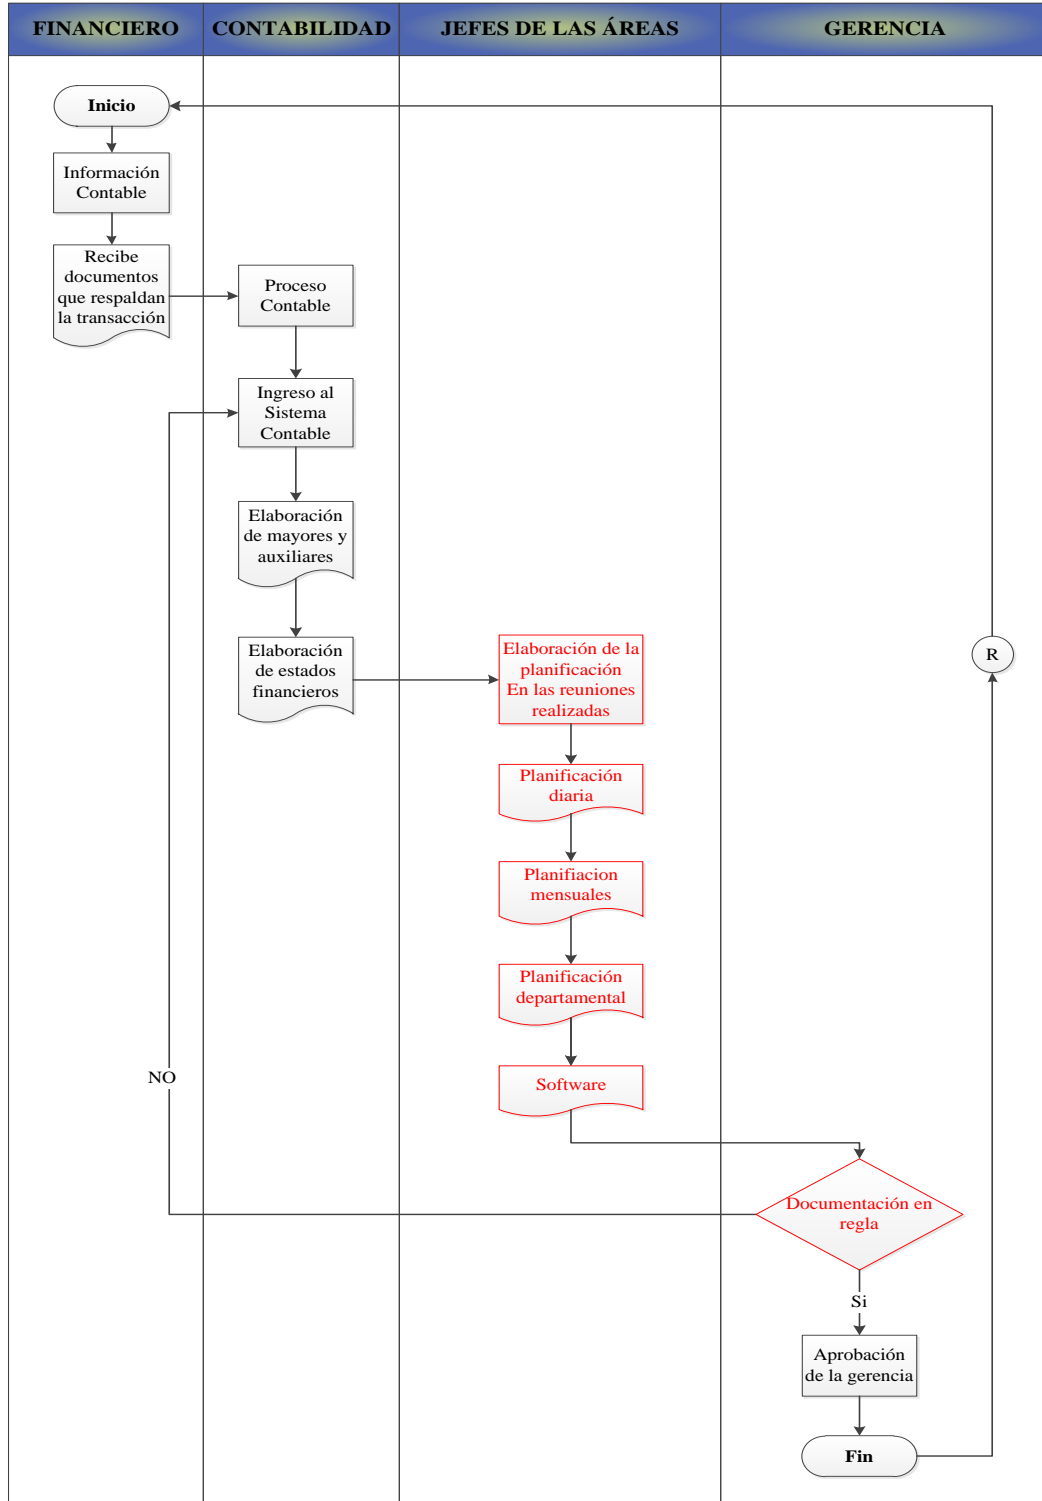 FINANCIERO
CONTABILIDAD
JEFES DE LAS ÁREAS
GERENCIA
Inicio
Información
Contable
Recibe
documentos
que respaldan
la transacción
Proceso
Contable
Ingreso al
Sistema
Contable
Elaboración
de mayores y
auxiliares
Elaboración
de estados
financieros
Elaboración de la
planificación
En las reuniones
realizadas
Planificación
diaria
Planifiacion
mensuales
Planificación
departamental
Software
Documentación en
regla
NO
Si
Aprobación
de la gerencia
Fin
R